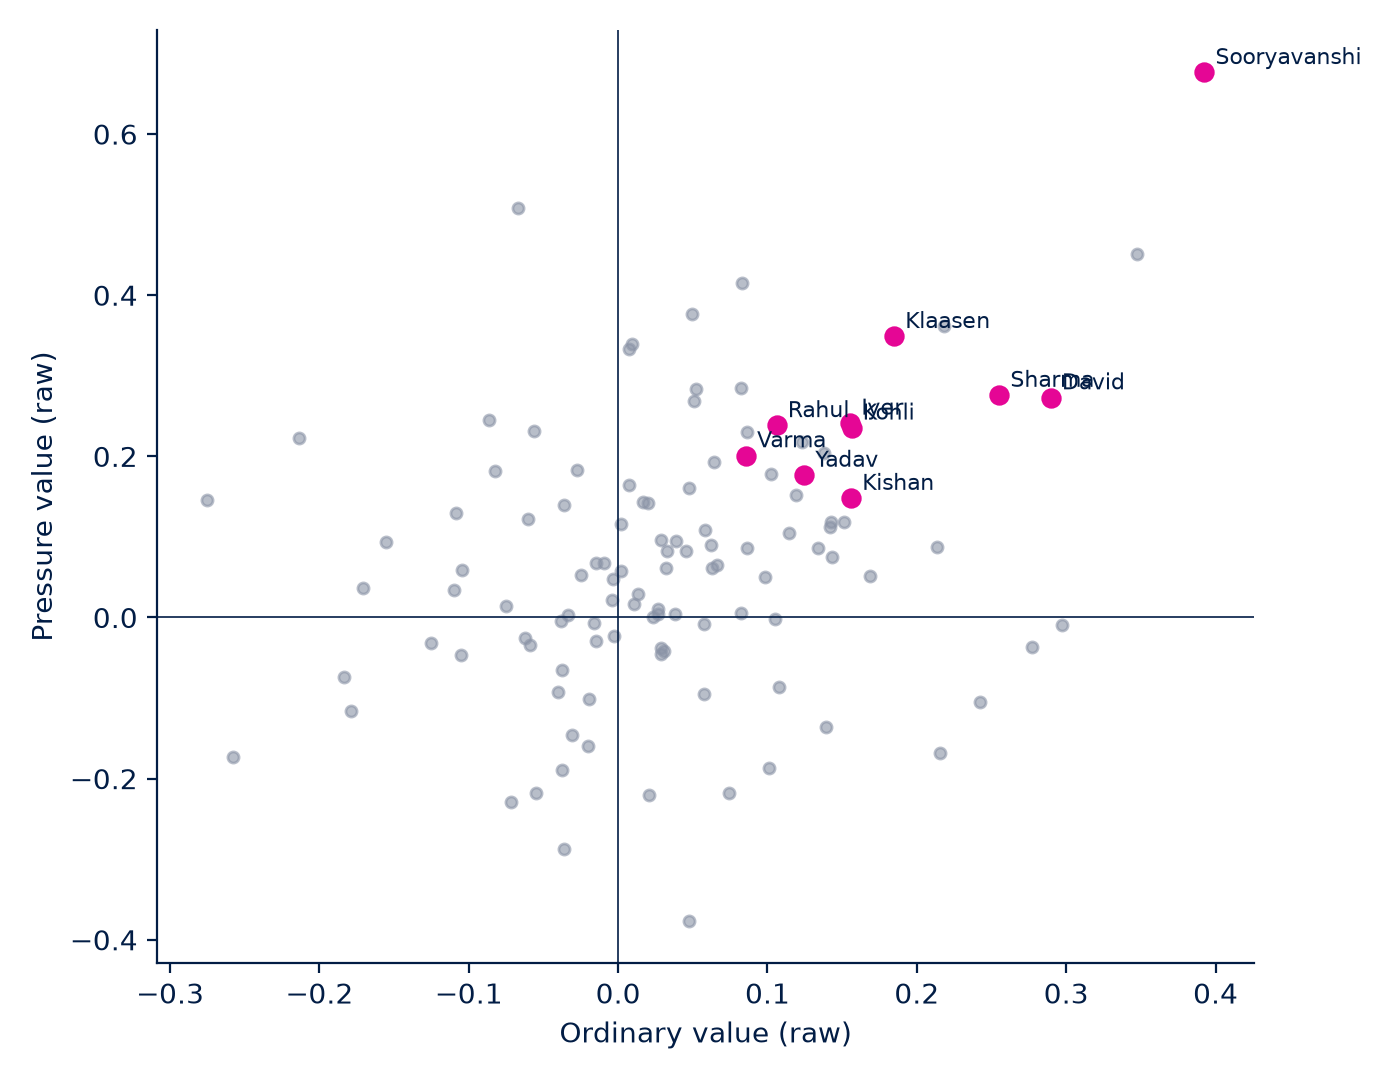 Sooryavanshi
0.6
0.4
Klaasen
Sharma
David
Rahul
Iyer
Kohli
0.2
Varma
Yadav
Kishan
0.0
−0.2
−0.4
−0.3
−0.2
−0.1
0.0
0.1
0.2
0.3
0.4
Ordinary value (raw)
Pressure value (raw)